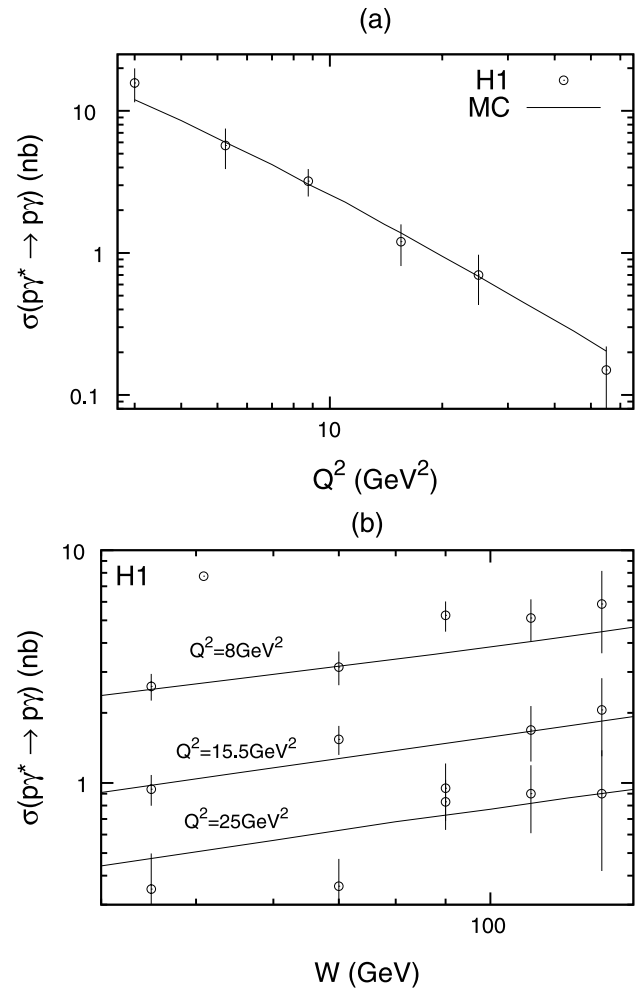 (a)
σ(pγ* → pγ) (nb)
10
1
0.1
H1
MC
10
Q² (GeV²)
(b)
σ(pγ* → pγ) (nb)
10
1
H1
Q²=8GeV²
Q²=15.5GeV²
Q²=25GeV²
100
W (GeV)